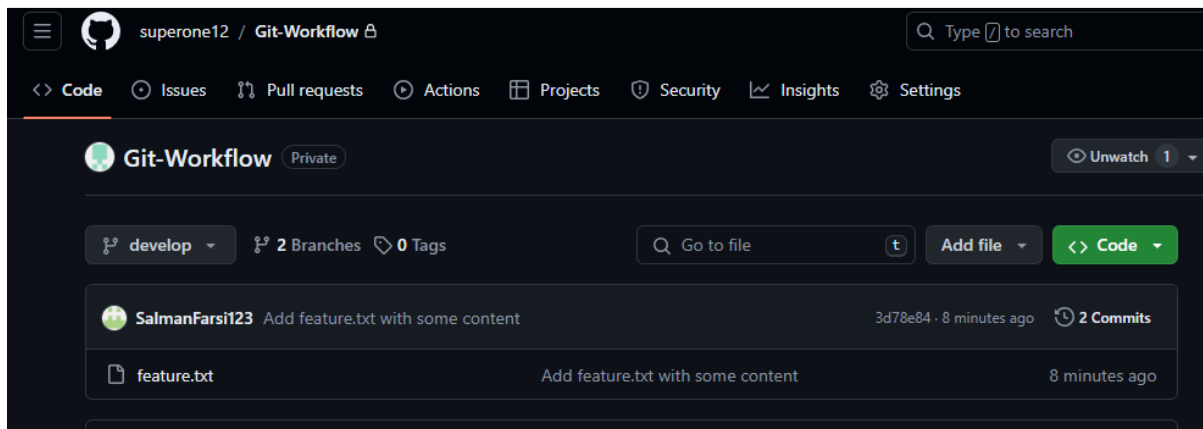 superone12 / Git-Workflow
Type / to search
Code Issues Pull requests Actions Projects Security Insights Settings
Git-Workflow Private
Unwatch 1
develop 2 Branches 0 Tags Go to file t Add file <> Code
SalmanFarsi123 Add feature.txt with some content 3d78e84 · 8 minutes ago 2 Commits
feature.txt Add feature.txt with some content 8 minutes ago